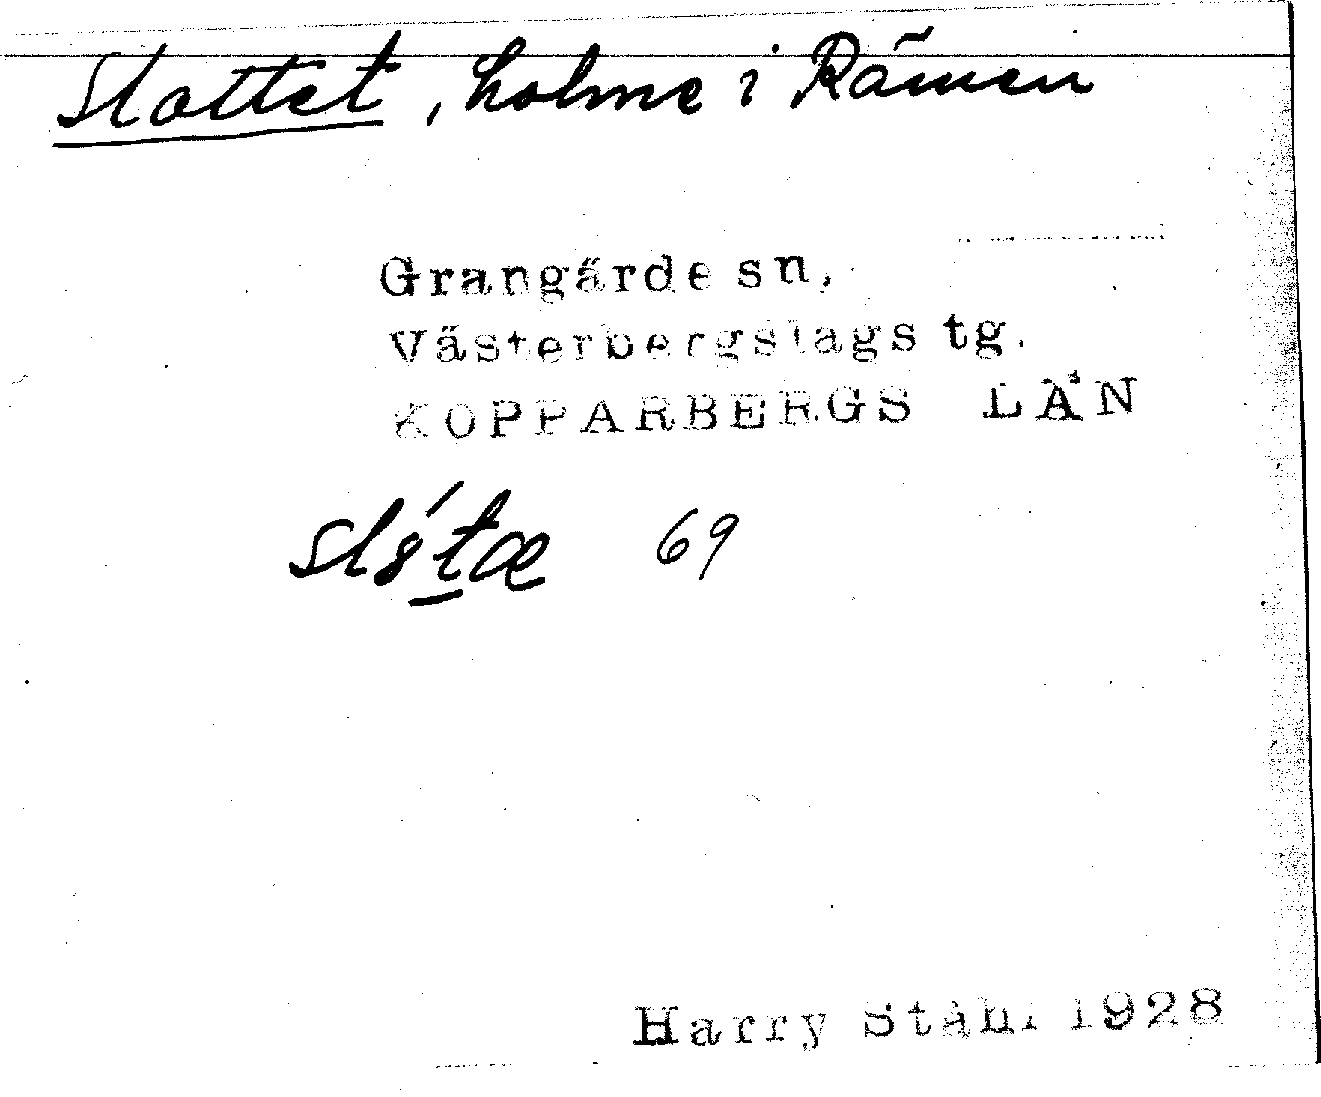 Slottet, holme i Rämen
Grangärde sn,
Västerbergslags tg.
KOPPARBERGS LÄN
69
Harry Ståhl 1928